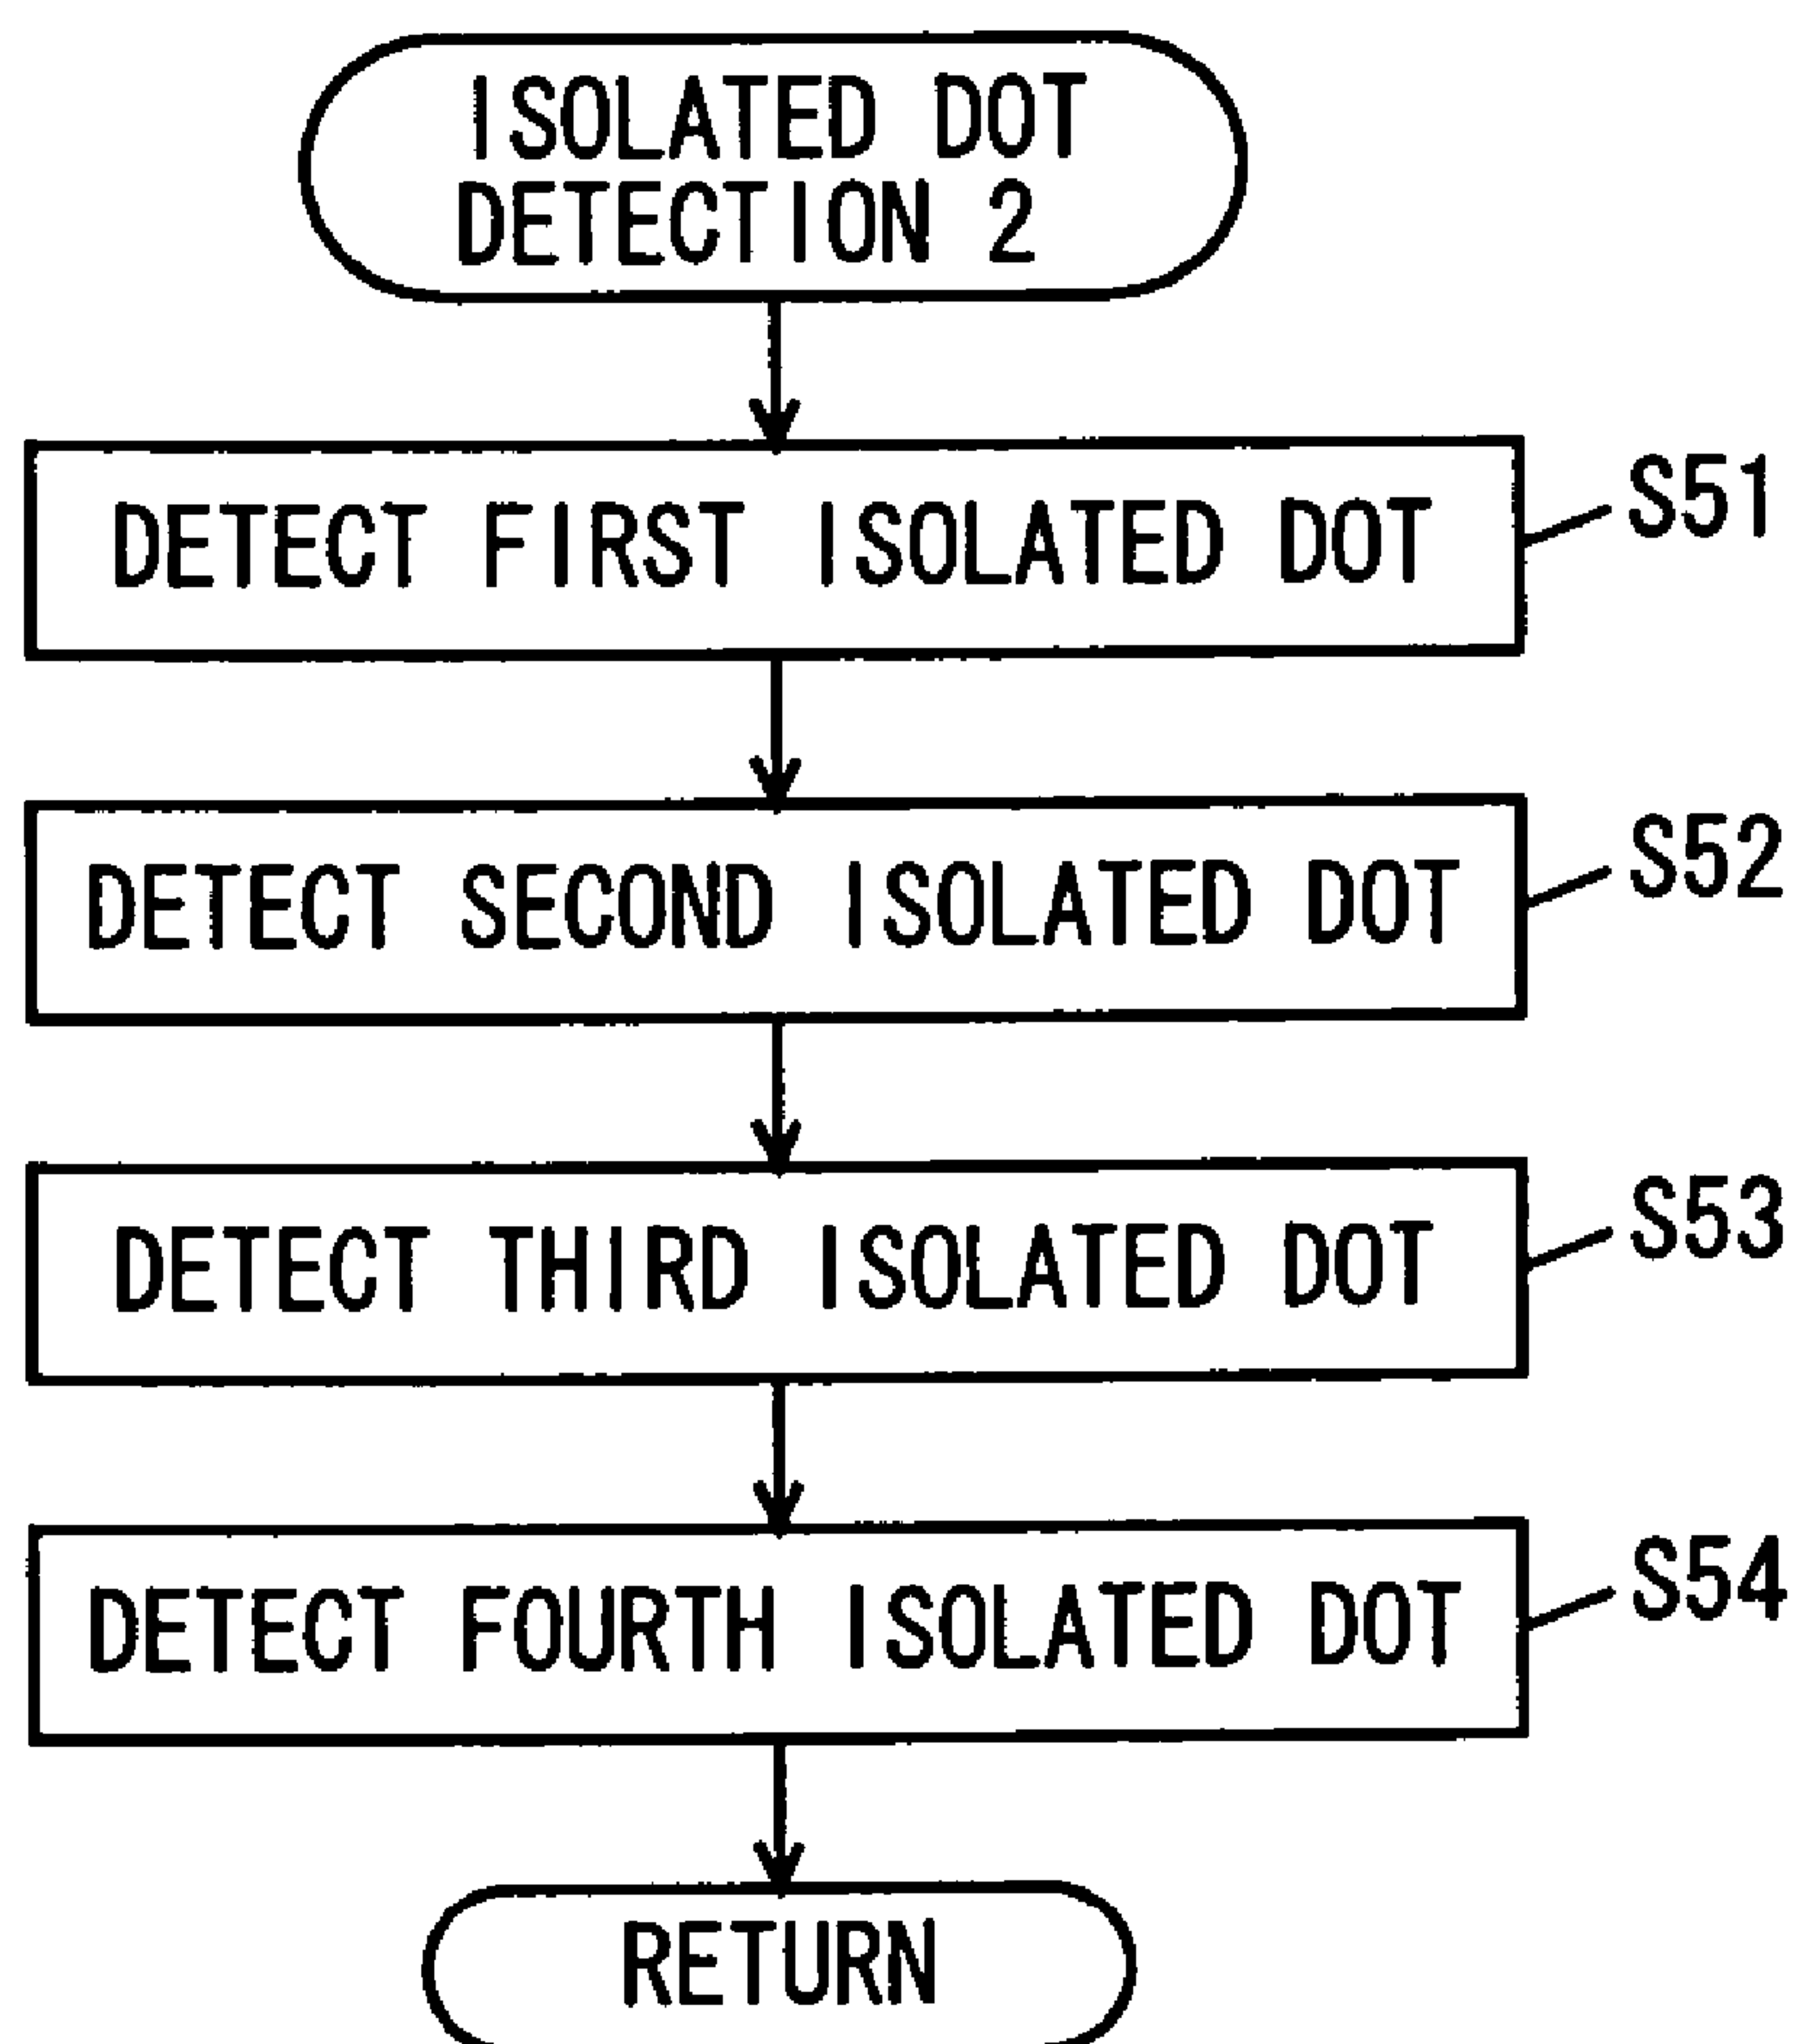 ISOLATED DOT
DETECTION 2
DETECT FIRST ISOLATED DOT
S51
DETECT SECOND ISOLATED DOT
S52
DETECT THIRD ISOLATED DOT
S53
DETECT FOURTH ISOLATED DOT
S54
RETURN